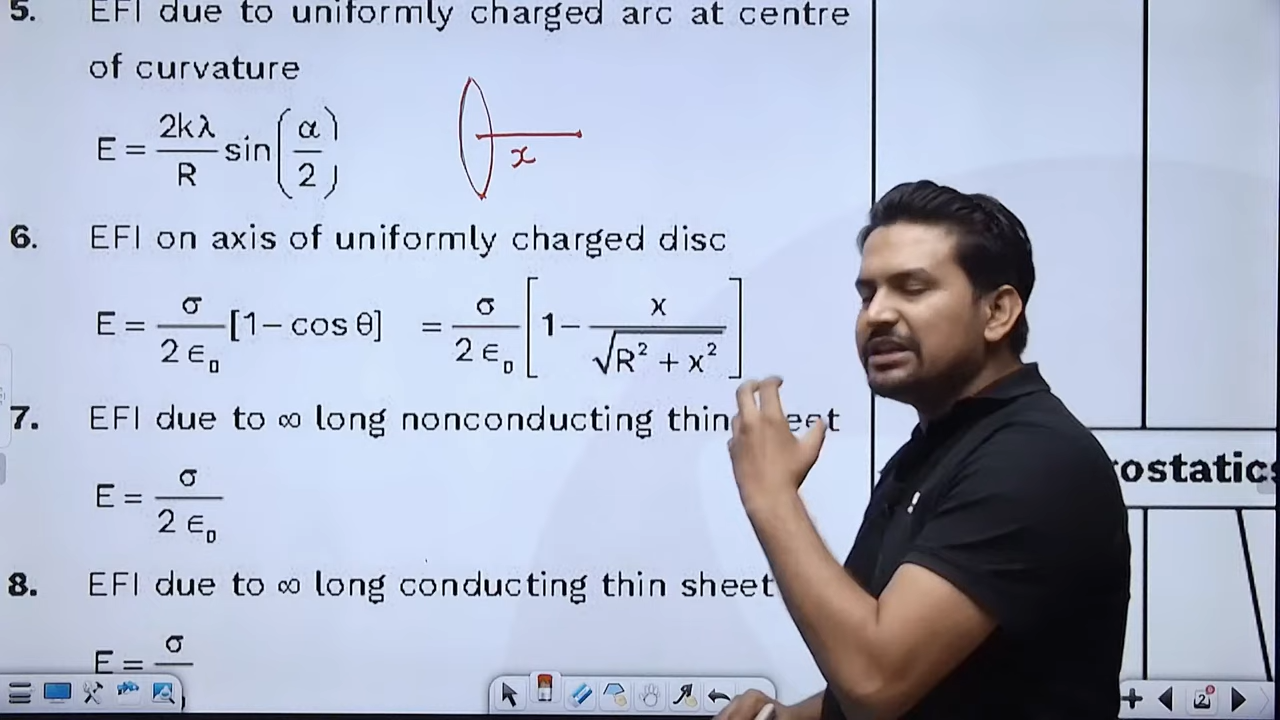 5. EFI due to uniformly charged arc at centre
of curvature
E = 2kλ/R sin(α/2)
x
6. EFI on axis of uniformly charged disc
E = σ/2ϵ₀ [1 – cos θ] = σ/2ϵ₀ [1 – x/√R² + x²]
7. EFI due to ∞ long nonconducting thin
E = σ/2ϵ₀
ostatics
8. EFI due to ∞ long conducting thin sheet
E = σ
2